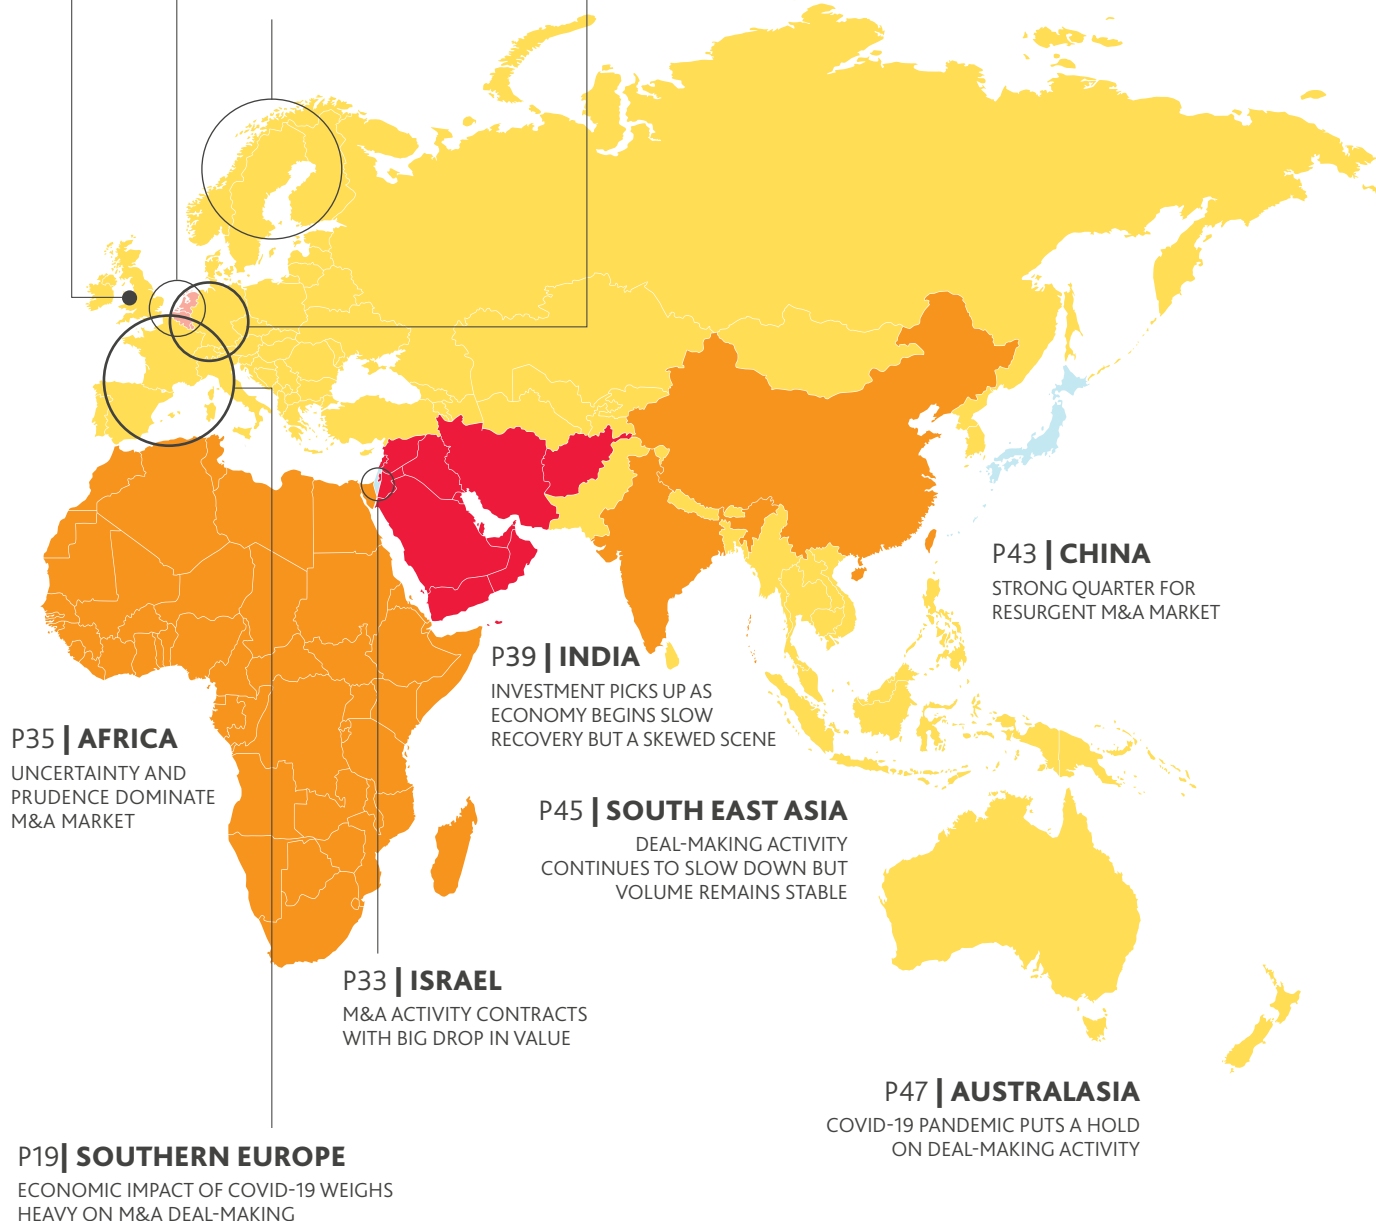 P43 | CHINA
STRONG QUARTER FOR
RESURGENT M&A MARKET
P39 | INDIA
INVESTMENT PICKS UP AS
ECONOMY BEGINS SLOW
RECOVERY BUT A SKEWED SCENE
P35 | AFRICA
UNCERTAINTY AND
PRUDENCE DOMINATE
M&A MARKET
P45 | SOUTH EAST ASIA
DEAL-MAKING ACTIVITY
CONTINUES TO SLOW DOWN BUT
VOLUME REMAINS STABLE
P33 | ISRAEL
M&A ACTIVITY CONTRACTS
WITH BIG DROP IN VALUE
P47 | AUSTRALASIA
COVID-19 PANDEMIC PUTS A HOLD
ON DEAL-MAKING ACTIVITY
P19| SOUTHERN EUROPE
ECONOMIC IMPACT OF COVID-19 WEIGHS
HEAVY ON M&A DEAL-MAKING